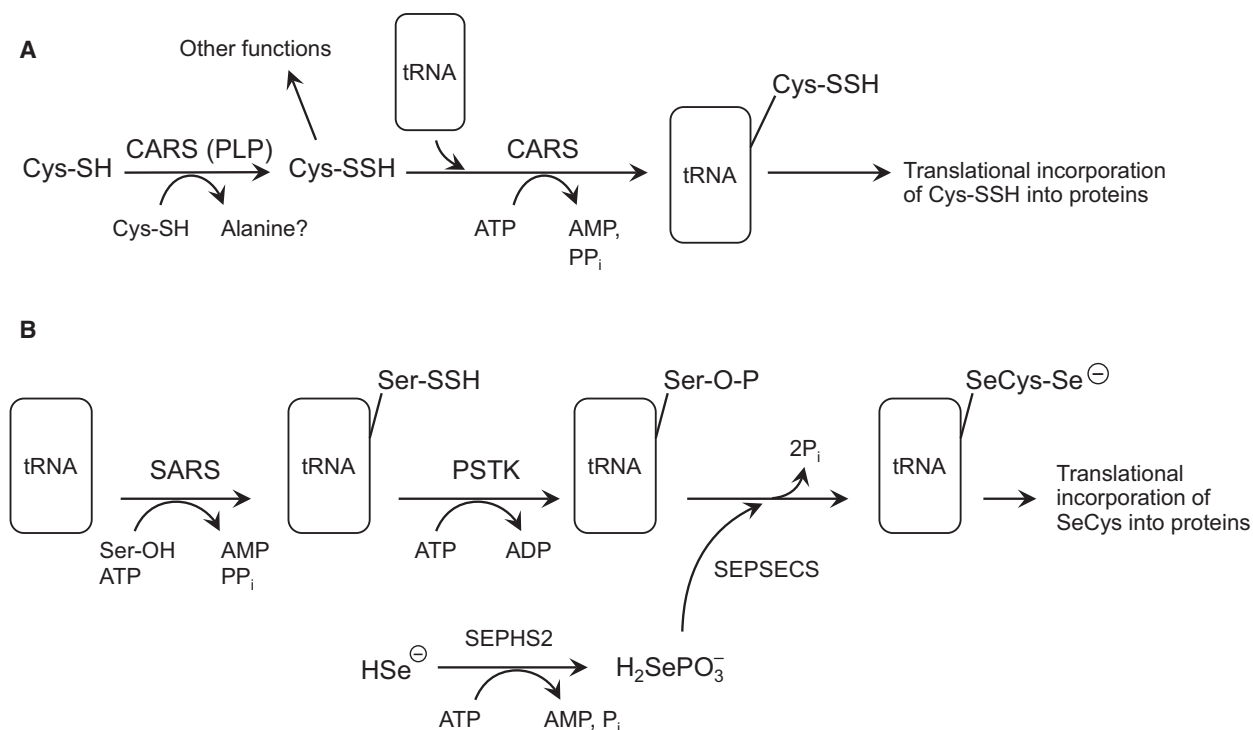 A
Other functions
tRNA
Cys-SSH
Cys-SH
CARS (PLP)
Cys-SSH
CARS
tRNA
Translational incorporation
of Cys-SSH into proteins
Cys-SH
Alanine?
ATP
AMP,
PPi
B
Ser-SSH
Ser-O-P
SeCys-Se⊖
tRNA
SARS
tRNA
PSTK
tRNA
2Pi
tRNA
Translational
incorporation of
SeCys into proteins
Ser-OH
ATP
AMP
PPi
ATP
ADP
SEPSECS
HSe⊖
SEPHS2
H2SePO3−
ATP
AMP, Pi